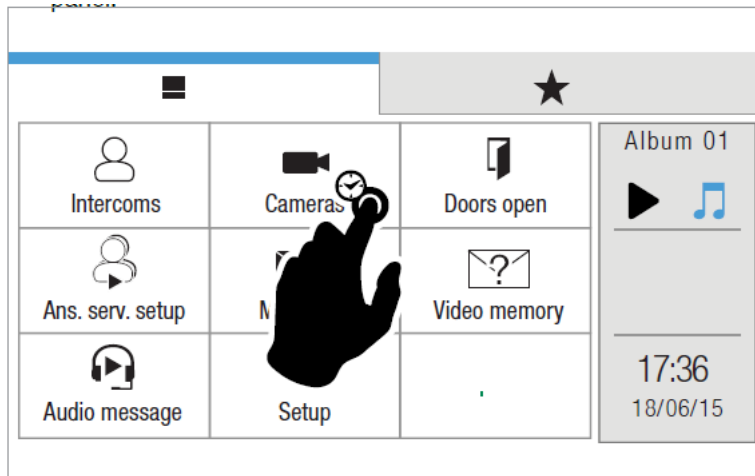 Album 01
Intercoms
Cameras
Doors open
Ans. serv. setup
Video memory
17:36
Audio message
Setup
18/06/15